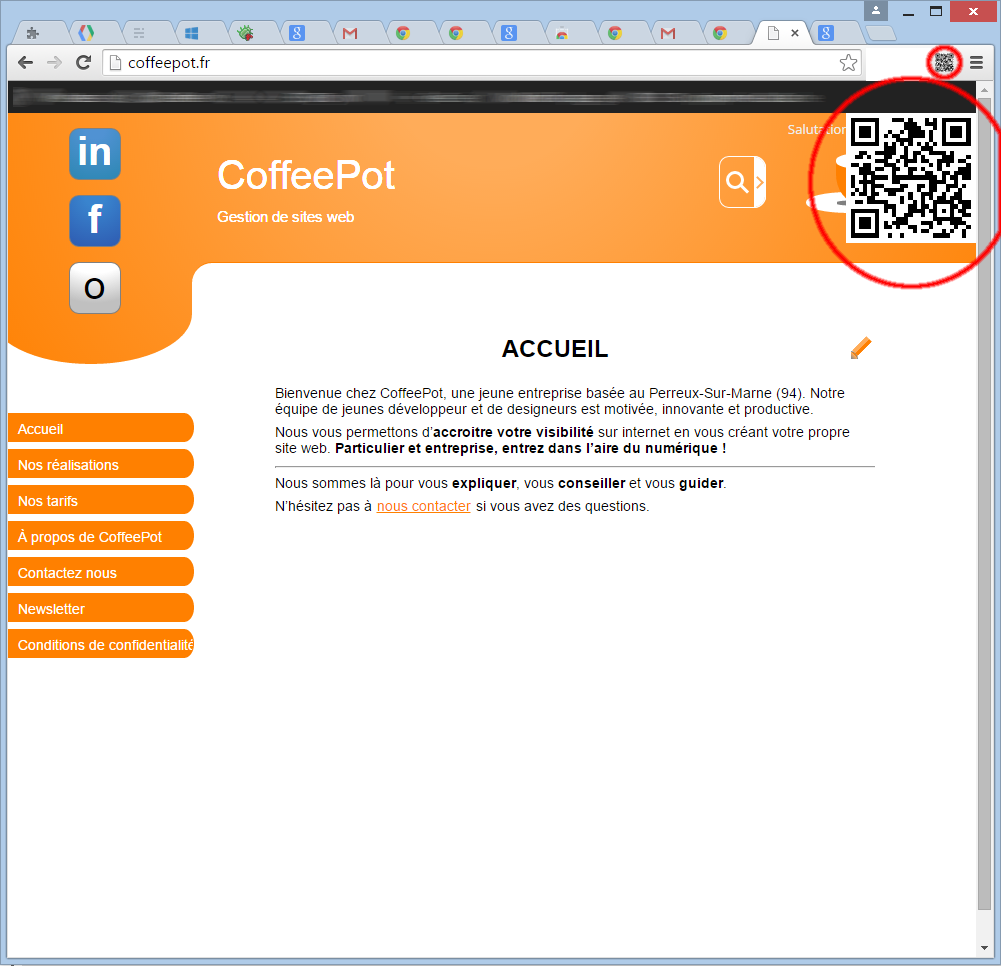 coffeepot.fr
Salutation
in
CoffeePot
f
Gestion de sites web
O
ACCUEIL
Bienvenue chez CoffeePot, une jeune entreprise basée au Perreux-Sur-Marne (94). Notre
équipe de jeunes développeur et de designeurs est motivée, innovante et productive.
Nous vous permettons d’accroitre votre visibilité sur internet en vous créant votre propre
site web. Particulier et entreprise, entrez dans l’aire du numérique !
Nous sommes là pour vous expliquer, vous conseiller et vous guider.
N’hésitez pas à nous contacter si vous avez des questions.
Accueil
Nos réalisations
Nos tarifs
À propos de CoffeePot
Contactez nous
Newsletter
Conditions de confidentialité